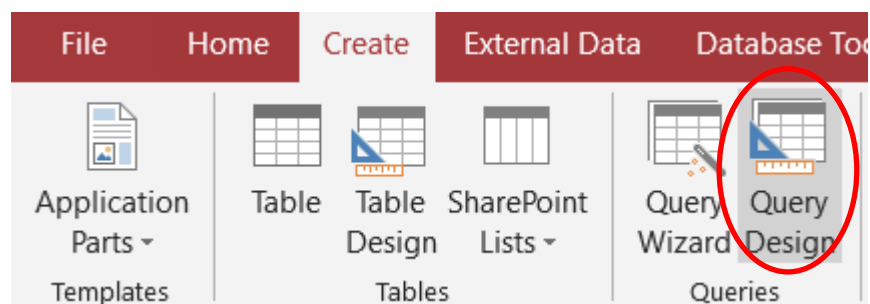 File Home Create External Data Database Too
Application Parts
Table
Table Design
SharePoint Lists
Query Wizard
Query Design
Templates Tables Queries